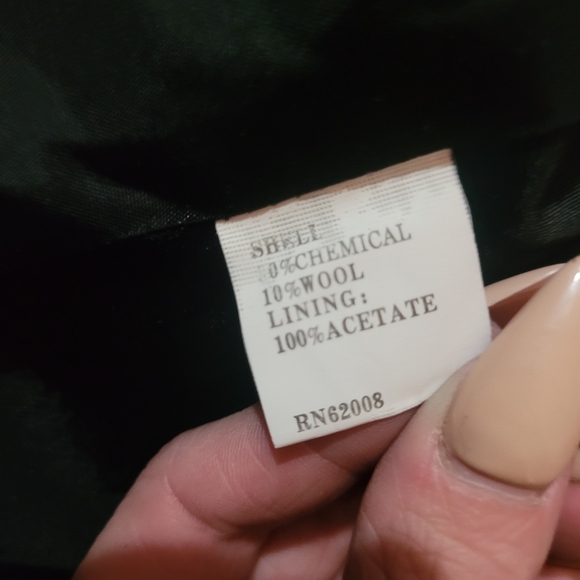 SHELL
0%CHEMICAL
10%WOOL
LINING:
100%ACETATE
RN62008